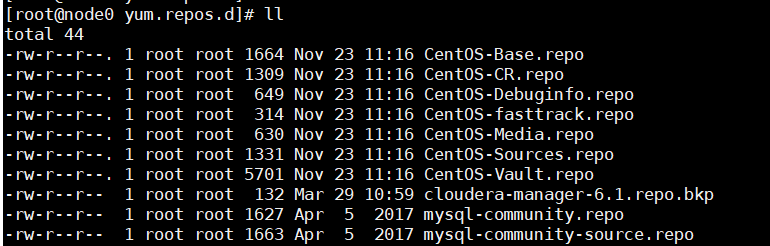 [root@node0 yum.repos.d]# ll
total 44
-rw-r--r--. 1 root root 1664 Nov 23 11:16 CentOS-Base.repo
-rw-r--r--. 1 root root 1309 Nov 23 11:16 CentOS-CR.repo
-rw-r--r--. 1 root root  649 Nov 23 11:16 CentOS-Debuginfo.repo
-rw-r--r--. 1 root root  314 Nov 23 11:16 CentOS-fasttrack.repo
-rw-r--r--. 1 root root  630 Nov 23 11:16 CentOS-Media.repo
-rw-r--r--. 1 root root 1331 Nov 23 11:16 CentOS-Sources.repo
-rw-r--r--. 1 root root 5701 Nov 23 11:16 CentOS-Vault.repo
-rw-r--r--  1 root root  132 Mar 29 10:59 cloudera-manager-6.1.repo.bkp
-rw-r--r--  1 root root 1627 Apr  5  2017 mysql-community.repo
-rw-r--r--  1 root root 1663 Apr  5  2017 mysql-community-source.repo